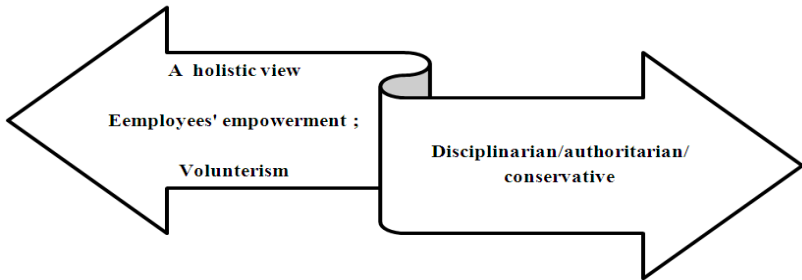 A holistic view
Eemployees' empowerment ;
Volunterism
Disciplinarian/authoritarian/
conservative